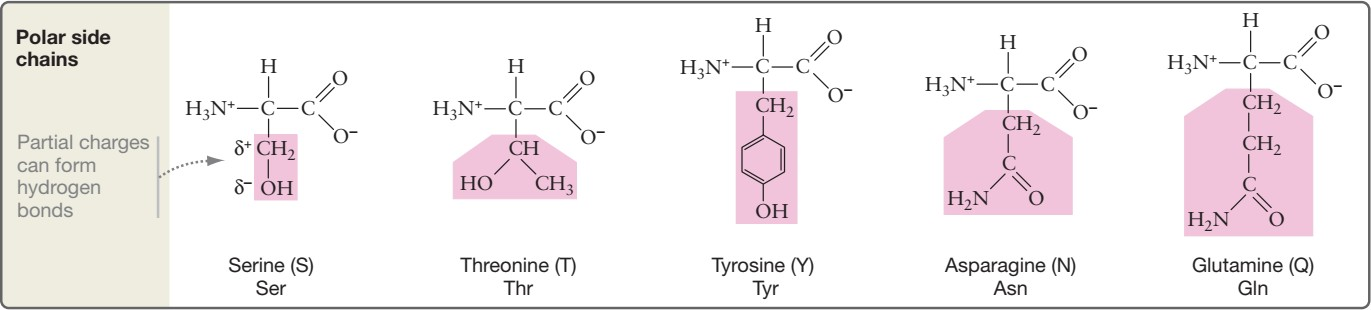 Polar side
chains
Partial charges
can form
hydrogen
bonds
H
H₃N⁺—C—C
O
O⁻
δ⁺ CH₂
δ⁻ OH
Serine (S)
Ser
H
H₃N⁺—C—C
O
O⁻
CH
HO CH₃
Threonine (T)
Thr
H
H₃N⁺—C—C
O
O⁻
CH₂
OH
Tyrosine (Y)
Tyr
H
H₃N⁺—C—C
O
O⁻
CH₂
C
H₂N O
Asparagine (N)
Asn
H
H₃N⁺—C—C
O
O⁻
CH₂
CH₂
C
H₂N O
Glutamine (Q)
Gln